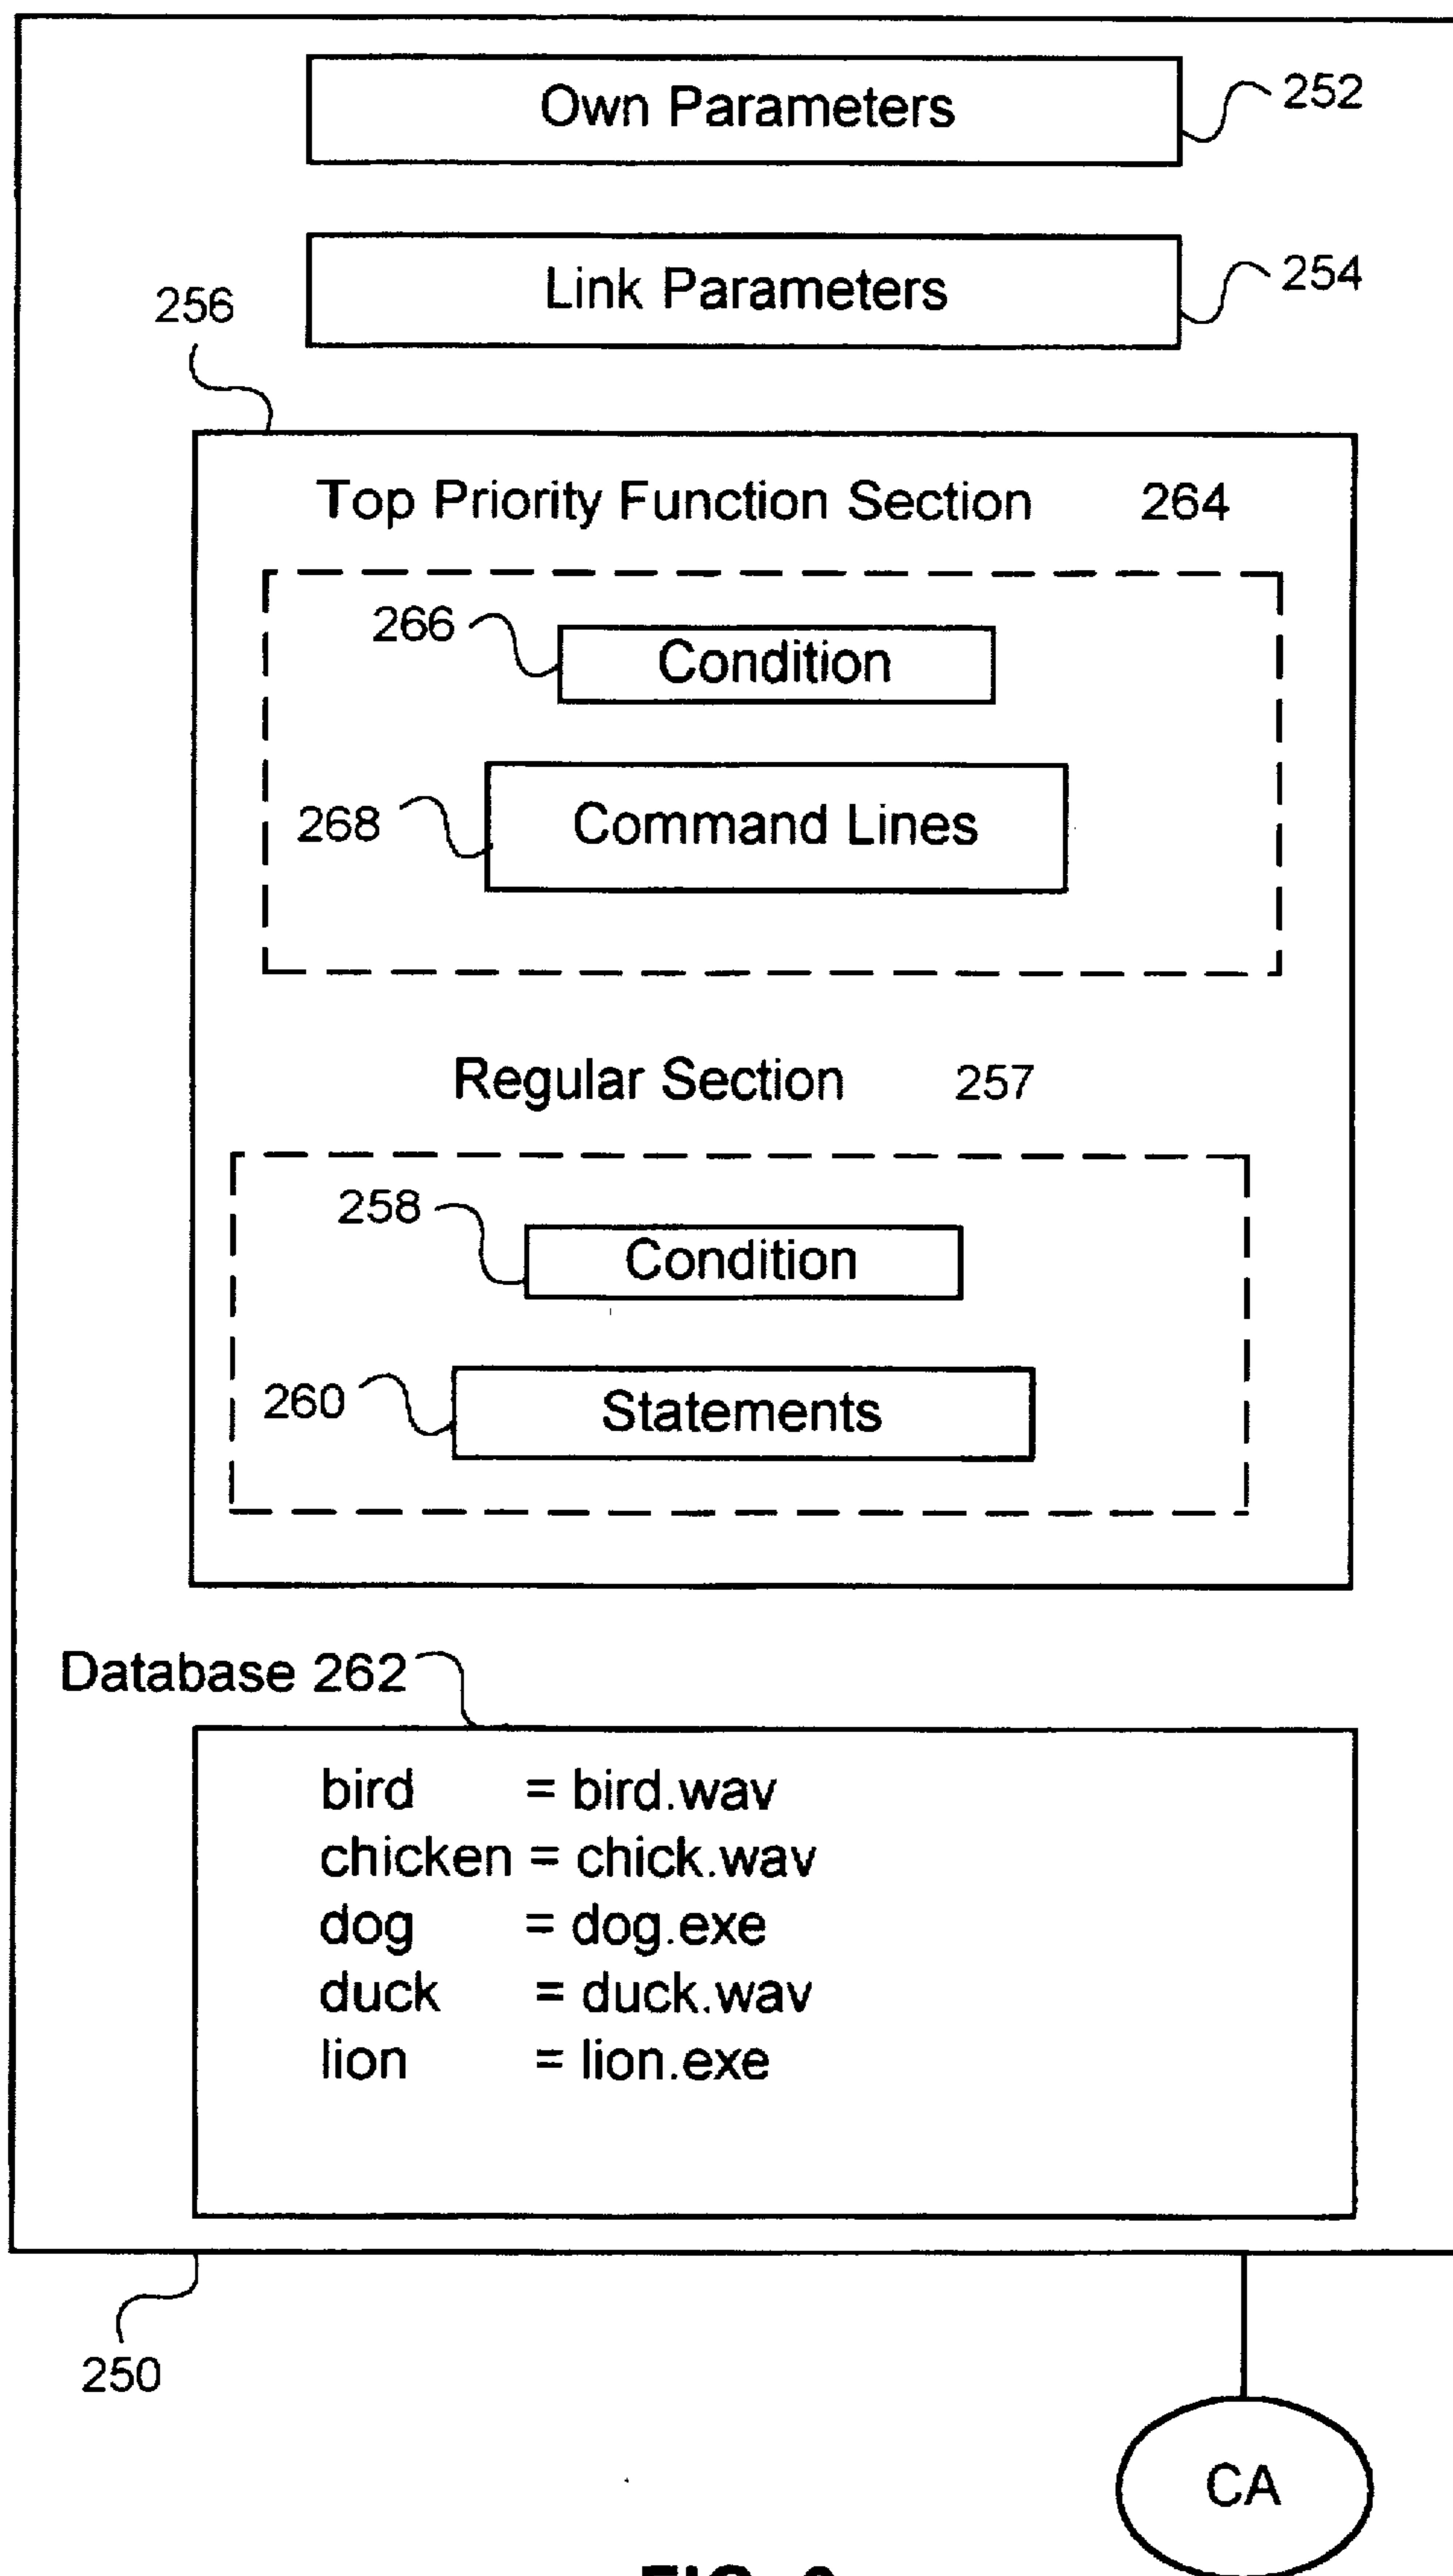 Own Parameters 252
Link Parameters 254
256
Top Priority Function Section 264
266 Condition
268 Command Lines
Regular Section 257
258 Condition
260 Statements
Database 262
bird = bird.wav
chicken = chick.wav
dog = dog.exe
duck = duck.wav
lion = lion.exe
250
CA